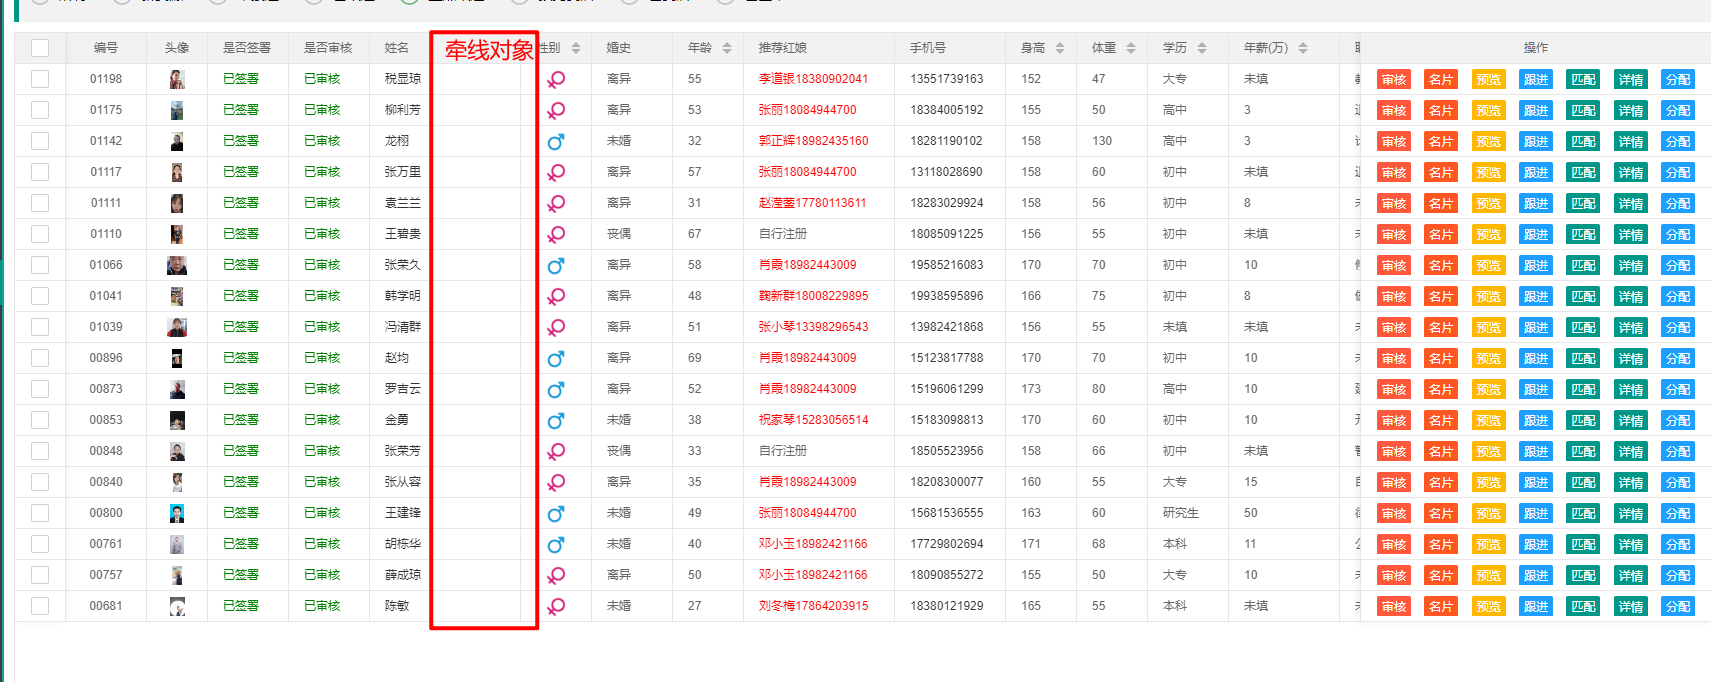 编号 头像 是否签署 是否审核 姓名 牵线对象 性别 婚史 年龄 推荐红娘 手机号 身高 体重 学历 年薪(万) 操作
01198 已签署 已审核 税显琼 离异 55 李道银18380902041 13551739163 152 47 大专 未填 审核 名片 预览 跟进 匹配 详情 分配
01175 已签署 已审核 柳利芳 离异 53 张丽18084944700 18384005192 155 50 高中 3 审核 名片 预览 跟进 匹配 详情 分配
01142 已签署 已审核 龙栩 未婚 32 郭正辉18982435160 18281190102 158 130 高中 3 审核 名片 预览 跟进 匹配 详情 分配
01117 已签署 已审核 张万里 离异 57 张丽18084944700 13118028690 158 60 初中 未填 审核 名片 预览 跟进 匹配 详情 分配
01111 已签署 已审核 袁兰兰 离异 31 赵滢蓥17780113611 18283029924 158 56 初中 8 审核 名片 预览 跟进 匹配 详情 分配
01110 已签署 已审核 王碧贵 丧偶 67 自行注册 18085091225 156 55 初中 未填 审核 名片 预览 跟进 匹配 详情 分配
01066 已签署 已审核 张荣久 离异 58 肖霞18982443009 19585216083 170 70 初中 10 审核 名片 预览 跟进 匹配 详情 分配
01041 已签署 已审核 韩学明 离异 48 鞠新群18008229895 19938595896 166 75 初中 8 审核 名片 预览 跟进 匹配 详情 分配
01039 已签署 已审核 冯清群 离异 51 张小琴13398296543 13982421868 156 55 未填 未填 审核 名片 预览 跟进 匹配 详情 分配
00896 已签署 已审核 赵均 离异 69 肖霞18982443009 15123817788 170 70 初中 10 审核 名片 预览 跟进 匹配 详情 分配
00873 已签署 已审核 罗吉云 离异 52 肖霞18982443009 15196061299 173 80 高中 10 审核 名片 预览 跟进 匹配 详情 分配
00853 已签署 已审核 金勇 未婚 38 祝家琴15283056514 15183098813 170 60 初中 10 审核 名片 预览 跟进 匹配 详情 分配
00848 已签署 已审核 张荣芳 丧偶 33 自行注册 18505523956 158 66 初中 未填 审核 名片 预览 跟进 匹配 详情 分配
00840 已签署 已审核 张从容 离异 35 肖霞18982443009 18208300077 160 55 大专 15 审核 名片 预览 跟进 匹配 详情 分配
00800 已签署 已审核 王建锋 未婚 49 张丽18084944700 15681536555 163 60 研究生 50 审核 名片 预览 跟进 匹配 详情 分配
00761 已签署 已审核 胡栋华 未婚 40 邓小玉18982421166 17729802694 171 68 本科 11 审核 名片 预览 跟进 匹配 详情 分配
00757 已签署 已审核 薛成琼 离异 50 邓小玉18982421166 18090855272 155 50 大专 10 审核 名片 预览 跟进 匹配 详情 分配
00681 已签署 已审核 陈敏 未婚 27 刘冬梅17864203915 18380121929 165 55 本科 未填 审核 名片 预览 跟进 匹配 详情 分配